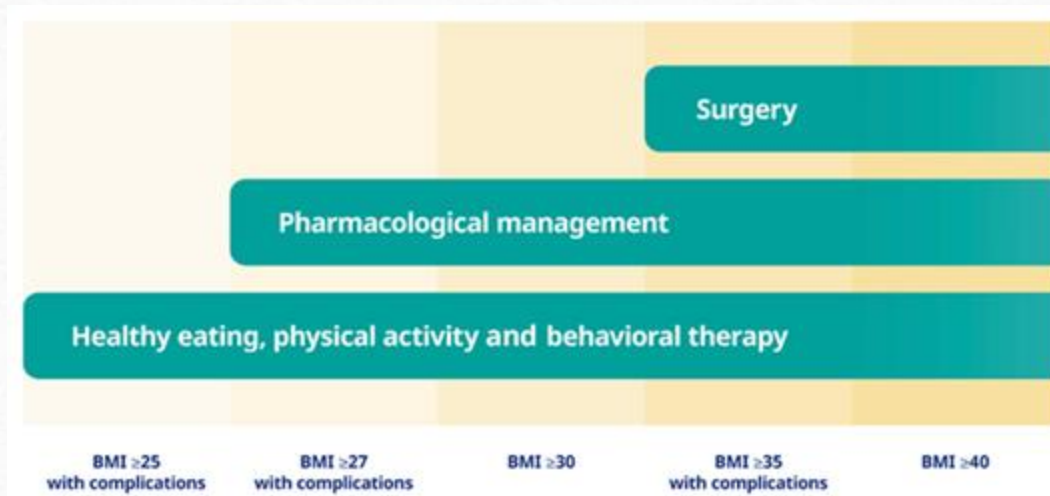 Surgery
Pharmacological management
Healthy eating, physical activity and behavioral therapy
BMI ≥25
with complications
BMI ≥27
with complications
BMI ≥30
BMI ≥35
with complications
BMI ≥40